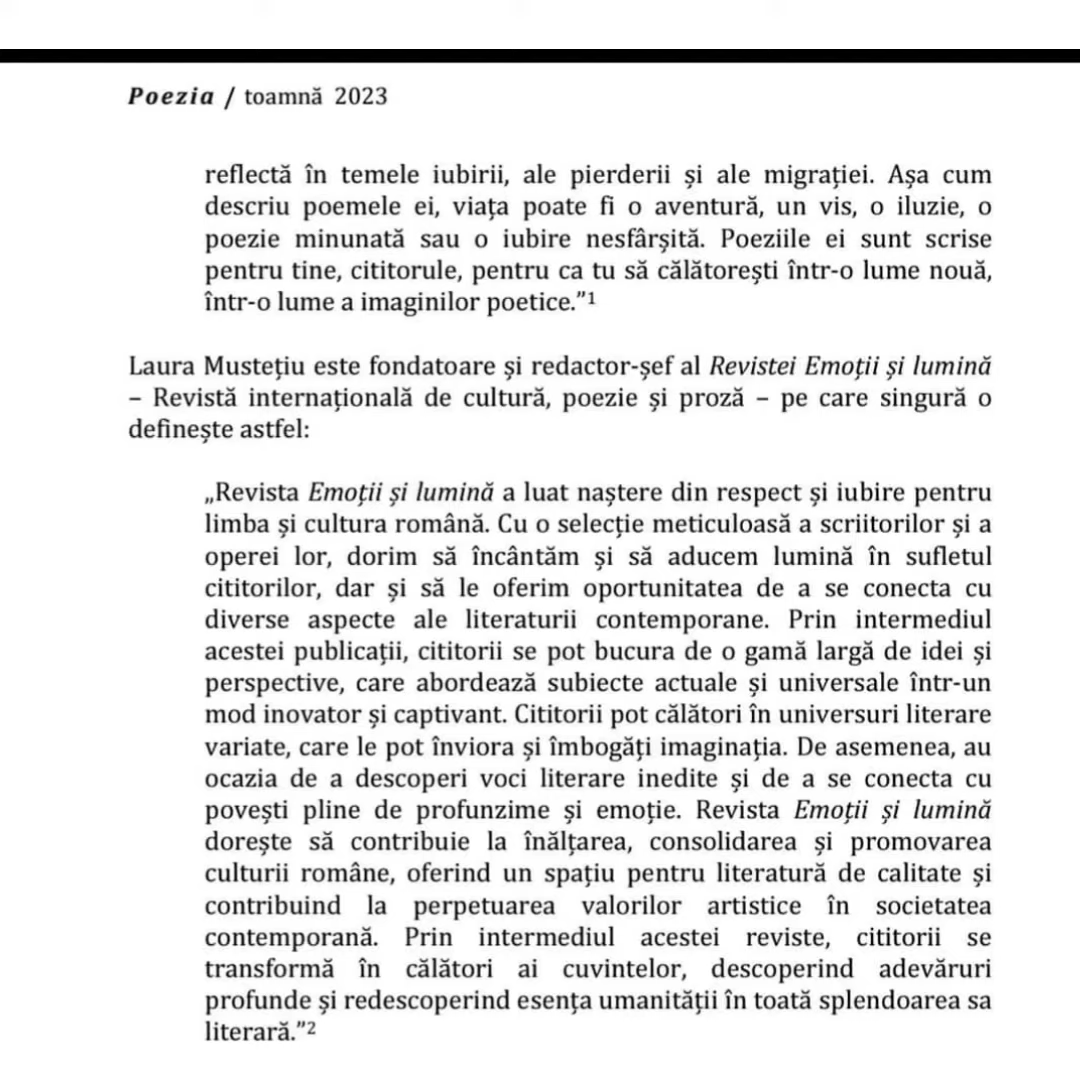 Poezia / toamnă 2023
reflectă în temele iubirii, ale pierderii și ale migrației. Așa cum
descriu poemele ei, viața poate fi o aventură, un vis, o iluzie, o
poezie minunată sau o iubire nesfârșită. Poeziile ei sunt scrise
pentru tine, cititorule, pentru ca tu să călătorești într-o lume nouă,
într-o lume a imaginilor poetice.”1
Laura Mustețiu este fondatoare și redactor-șef al Revistei Emoții și lumină
– Revistă internațională de cultură, poezie și proză – pe care singură o
definește astfel:
„Revista Emoții și lumină a luat naștere din respect și iubire pentru
limba și cultura română. Cu o selecție meticuloasă a scriitorilor și a
operei lor, dorim să încântăm și să aducem lumină în sufletul
cititorilor, dar și să le oferim oportunitatea de a se conecta cu
diverse aspecte ale literaturii contemporane. Prin intermediul
acestei publicații, cititorii se pot bucura de o gamă largă de idei și
perspective, care abordează subiecte actuale și universale într-un
mod inovator și captivant. Cititorii pot călători în universuri literare
variate, care le pot înviora și îmbogăți imaginația. De asemenea, au
ocazia de a descoperi voci literare inedite și de a se conecta cu
povești pline de profunzime și emoție. Revista Emoții și lumină
dorește să contribuie la înălțarea, consolidarea și promovarea
culturii române, oferind un spațiu pentru literatură de calitate și
contribuind la perpetuarea valorilor artistice în societatea
contemporană. Prin intermediul acestei reviste, cititorii se
transformă în călători ai cuvintelor, descoperind adevăruri
profunde și redescoperind esența umanității în toată splendoarea sa
literară.”2